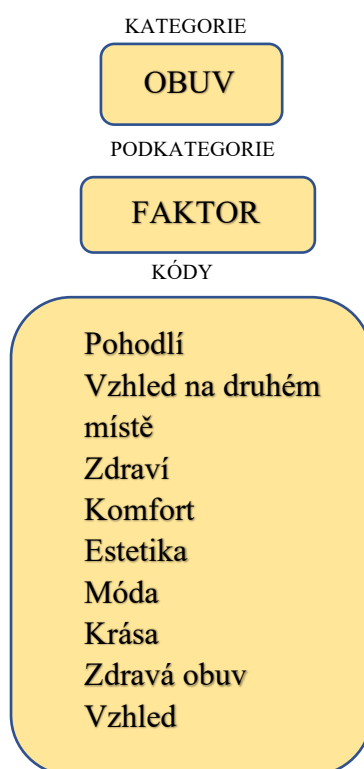 KATEGORIE
OBUV
PODKATEGORIE
FAKTOR
KÓDY
Pohodlí
Vzhled na druhém
místě
Zdraví
Komfort
Estetika
Móda
Krása
Zdravá obuv
Vzhled